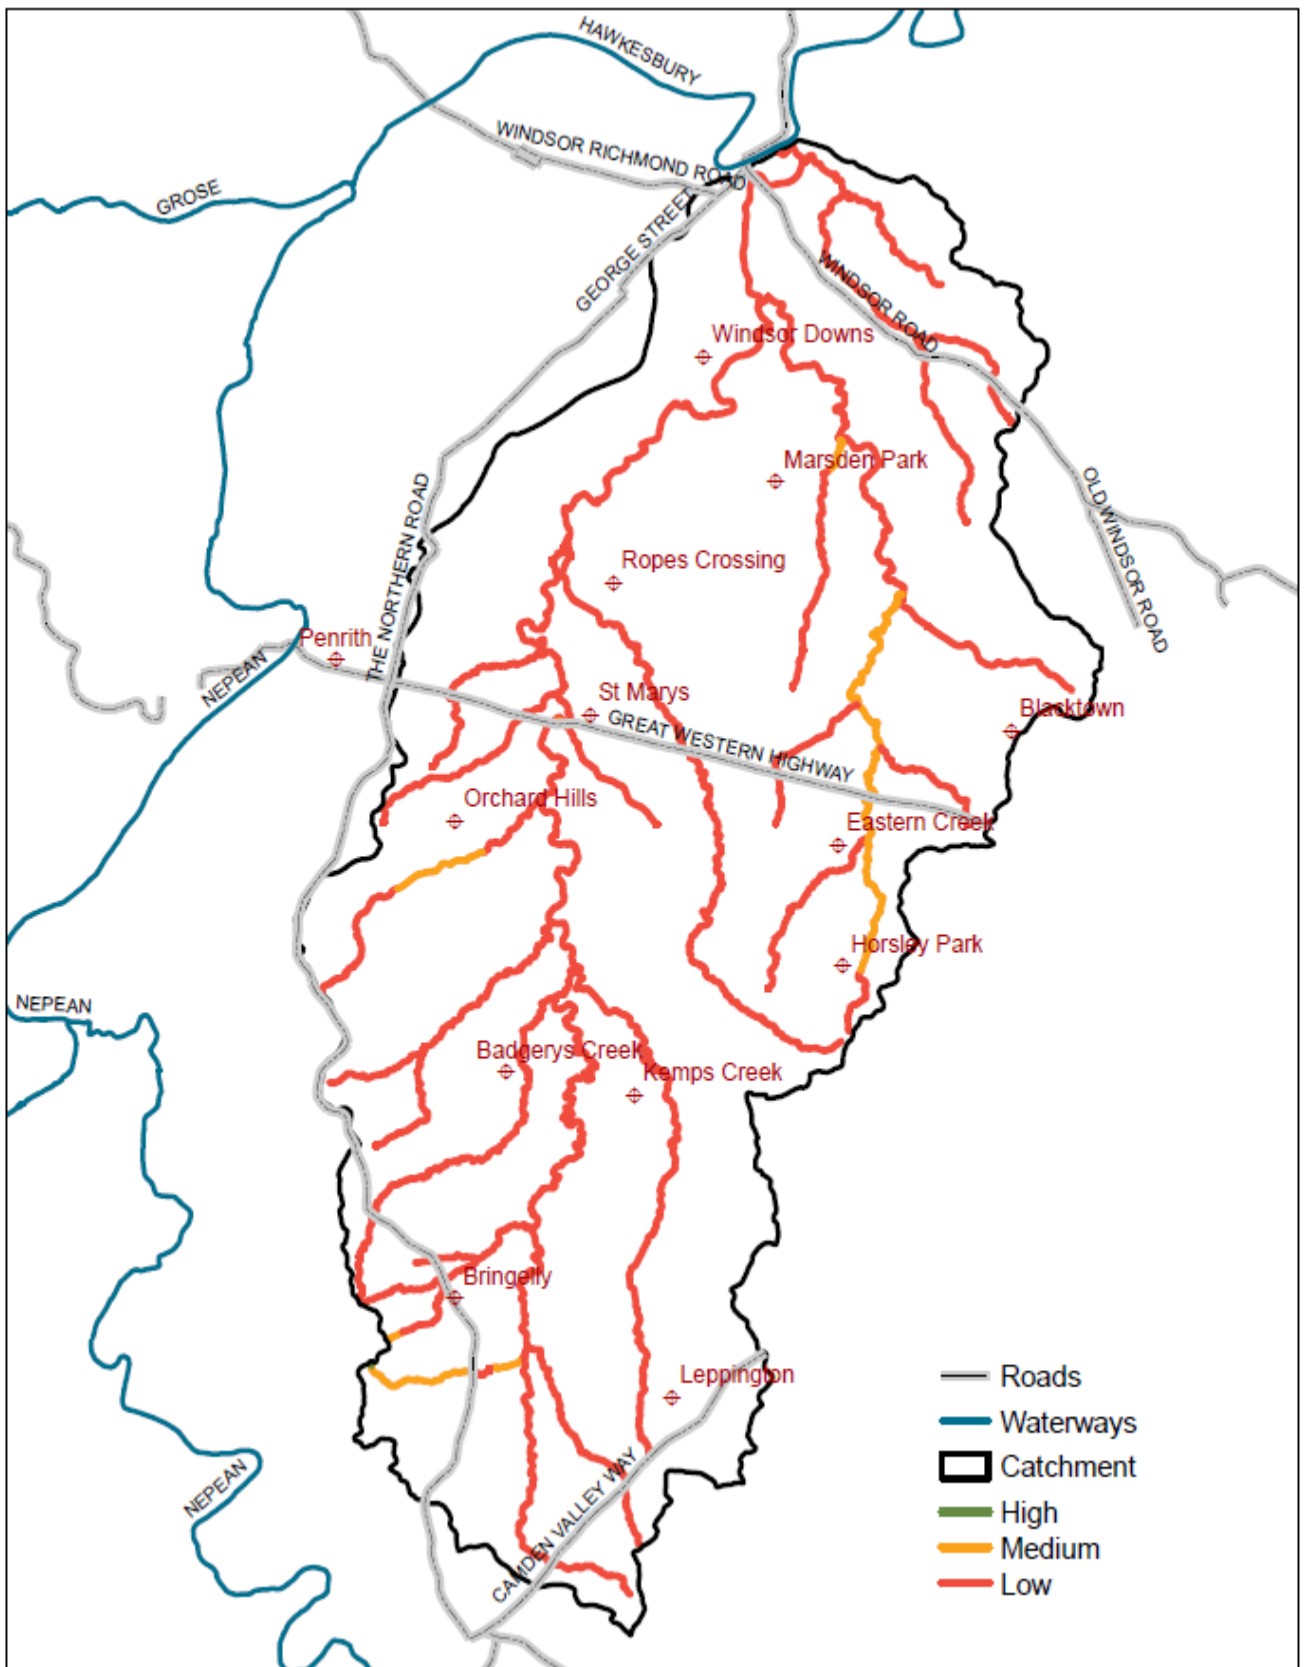 HAWKESBURY
WINDSOR RICHMOND ROAD
GROSE
GEORGE STREET
WINDSOR ROAD
Windsor Downs
Marsden Park
OLD WINDSOR ROAD
THE NORTHERN ROAD
Ropes Crossing
Penrith
NEPEAN
St Marys
GREAT WESTERN HIGHWAY
Blacktown
Orchard Hills
Eastern Creek
Horsley Park
NEPEAN
Badgerys Creek
Kemps Creek
Bringelly
Leppington
NEPEAN
CAMDEN VALLEY WAY
Roads
Waterways
Catchment
High
Medium
Low